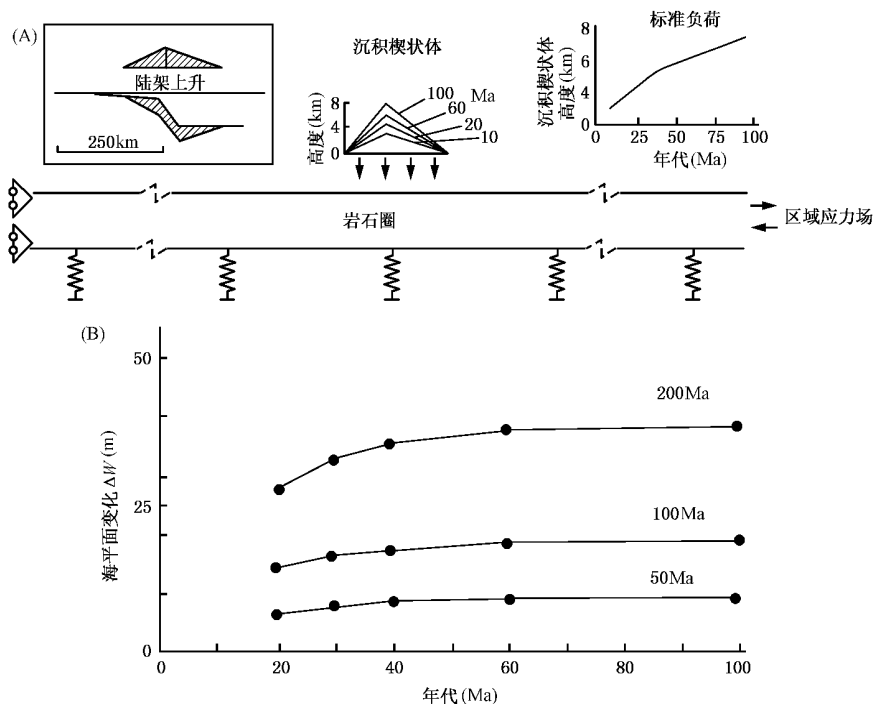 (A)
陆架上升
250km
沉积楔状体
高度(km)
8
4
0
100
Ma
60
20
10
标准负荷
沉积楔状体
高度(km)
8
6
4
2
0
0
25
50
75
100
年代(Ma)
岩石圈
区域应力场
(B)
海平面变化 ΔW(m)
50
25
0
200Ma
100Ma
50Ma
0
20
40
60
80
100
年代(Ma)